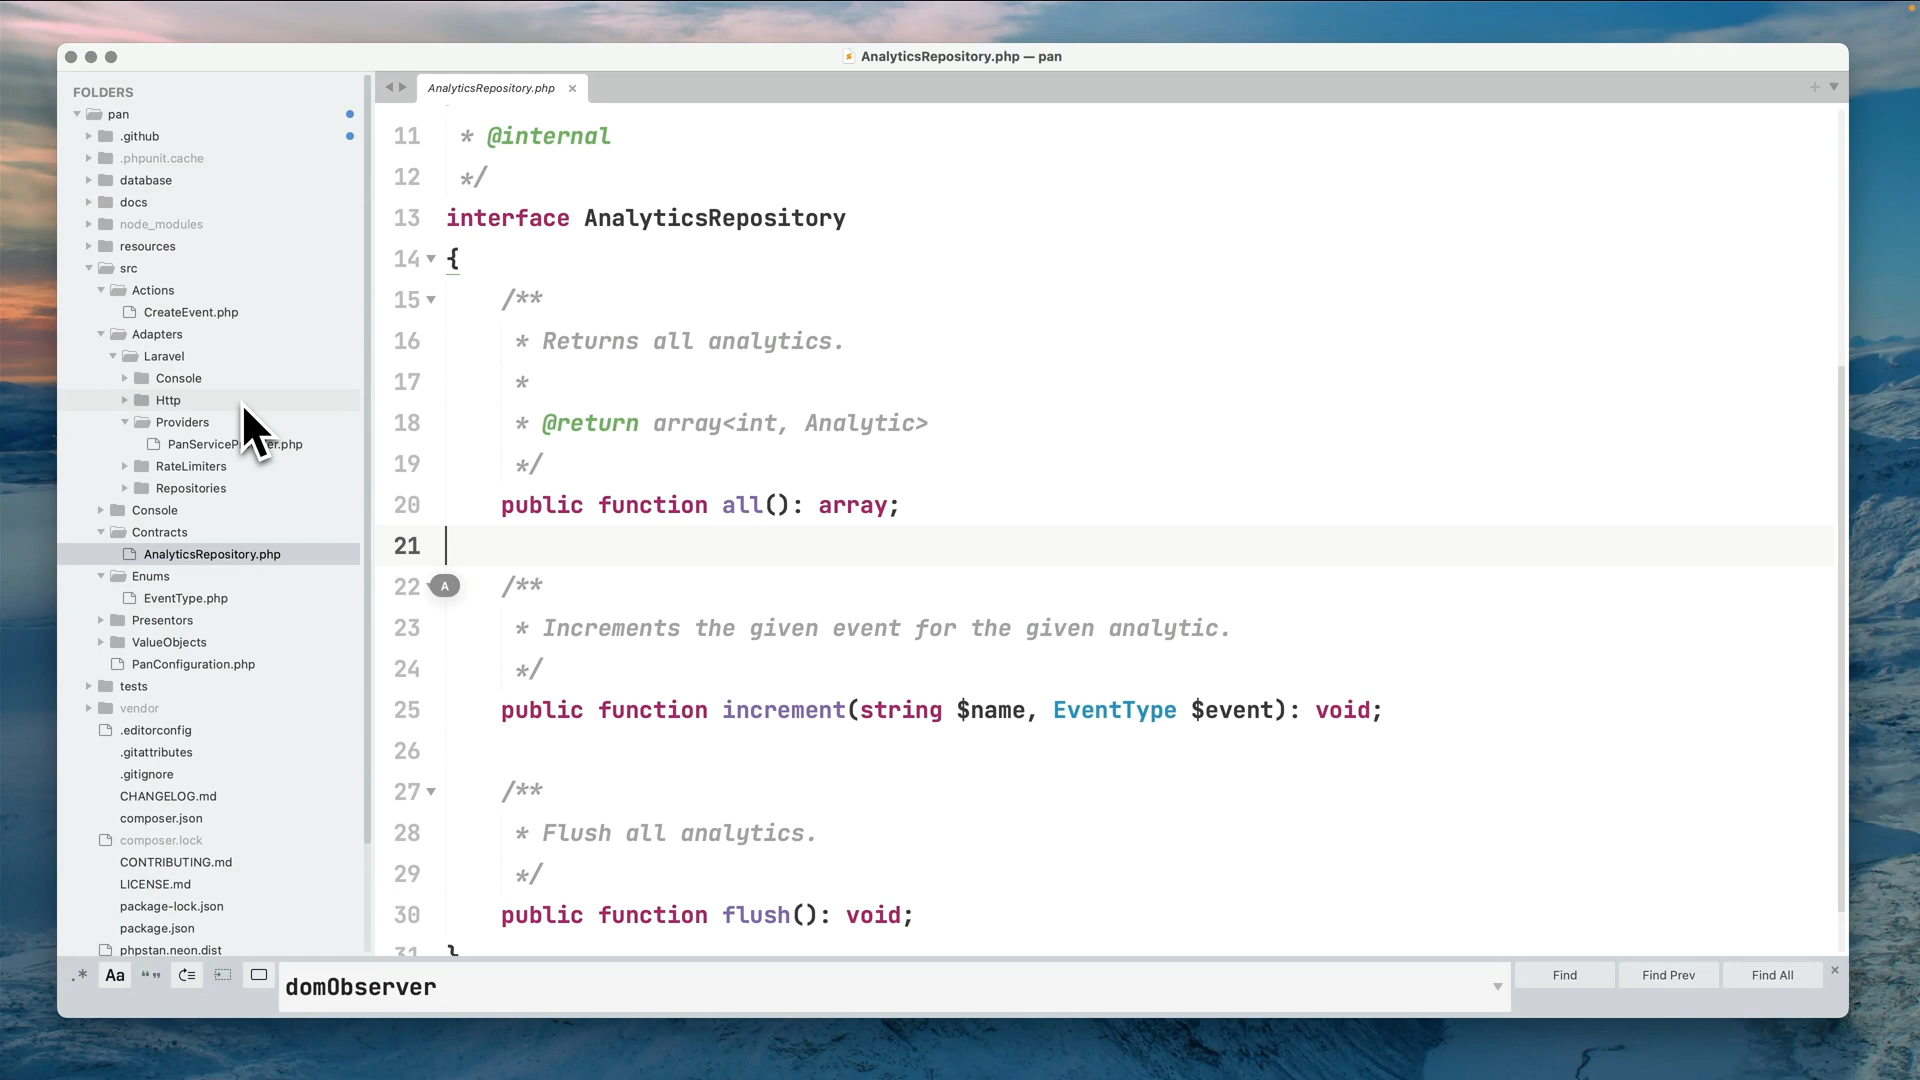 AnalyticsRepository.php — pan
FOLDERS
pan
.github
.phpunit.cache
database
docs
node_modules
resources
src
Actions
CreateEvent.php
Adapters
Laravel
Console
Http
Providers
PanServiceP er.php
RateLimiters
Repositories
Console
Contracts
AnalyticsRepository.php
Enums
EventType.php
Presentors
ValueObjects
PanConfiguration.php
tests
vendor
.editorconfig
.gitattributes
.gitignore
CHANGELOG.md
composer.json
composer.lock
CONTRIBUTING.md
LICENSE.md
package-lock.json
package.json
phpstan.neon.dist
AnalyticsRepository.php ×
11 * @internal
12 */
13 interface AnalyticsRepository
14 {
15 /**
16 * Returns all analytics.
17 *
18 * @return array<int, Analytic>
19 */
20 public function all(): array;
21
22 /**
A
23 * Increments the given event for the given analytic.
24 */
25 public function increment(string $name, EventType $event): void;
26
27 /**
28 * Flush all analytics.
29 */
30 public function flush(): void;
31 }
.* Aa “”
domObserver
Find
Find Prev
Find All
×